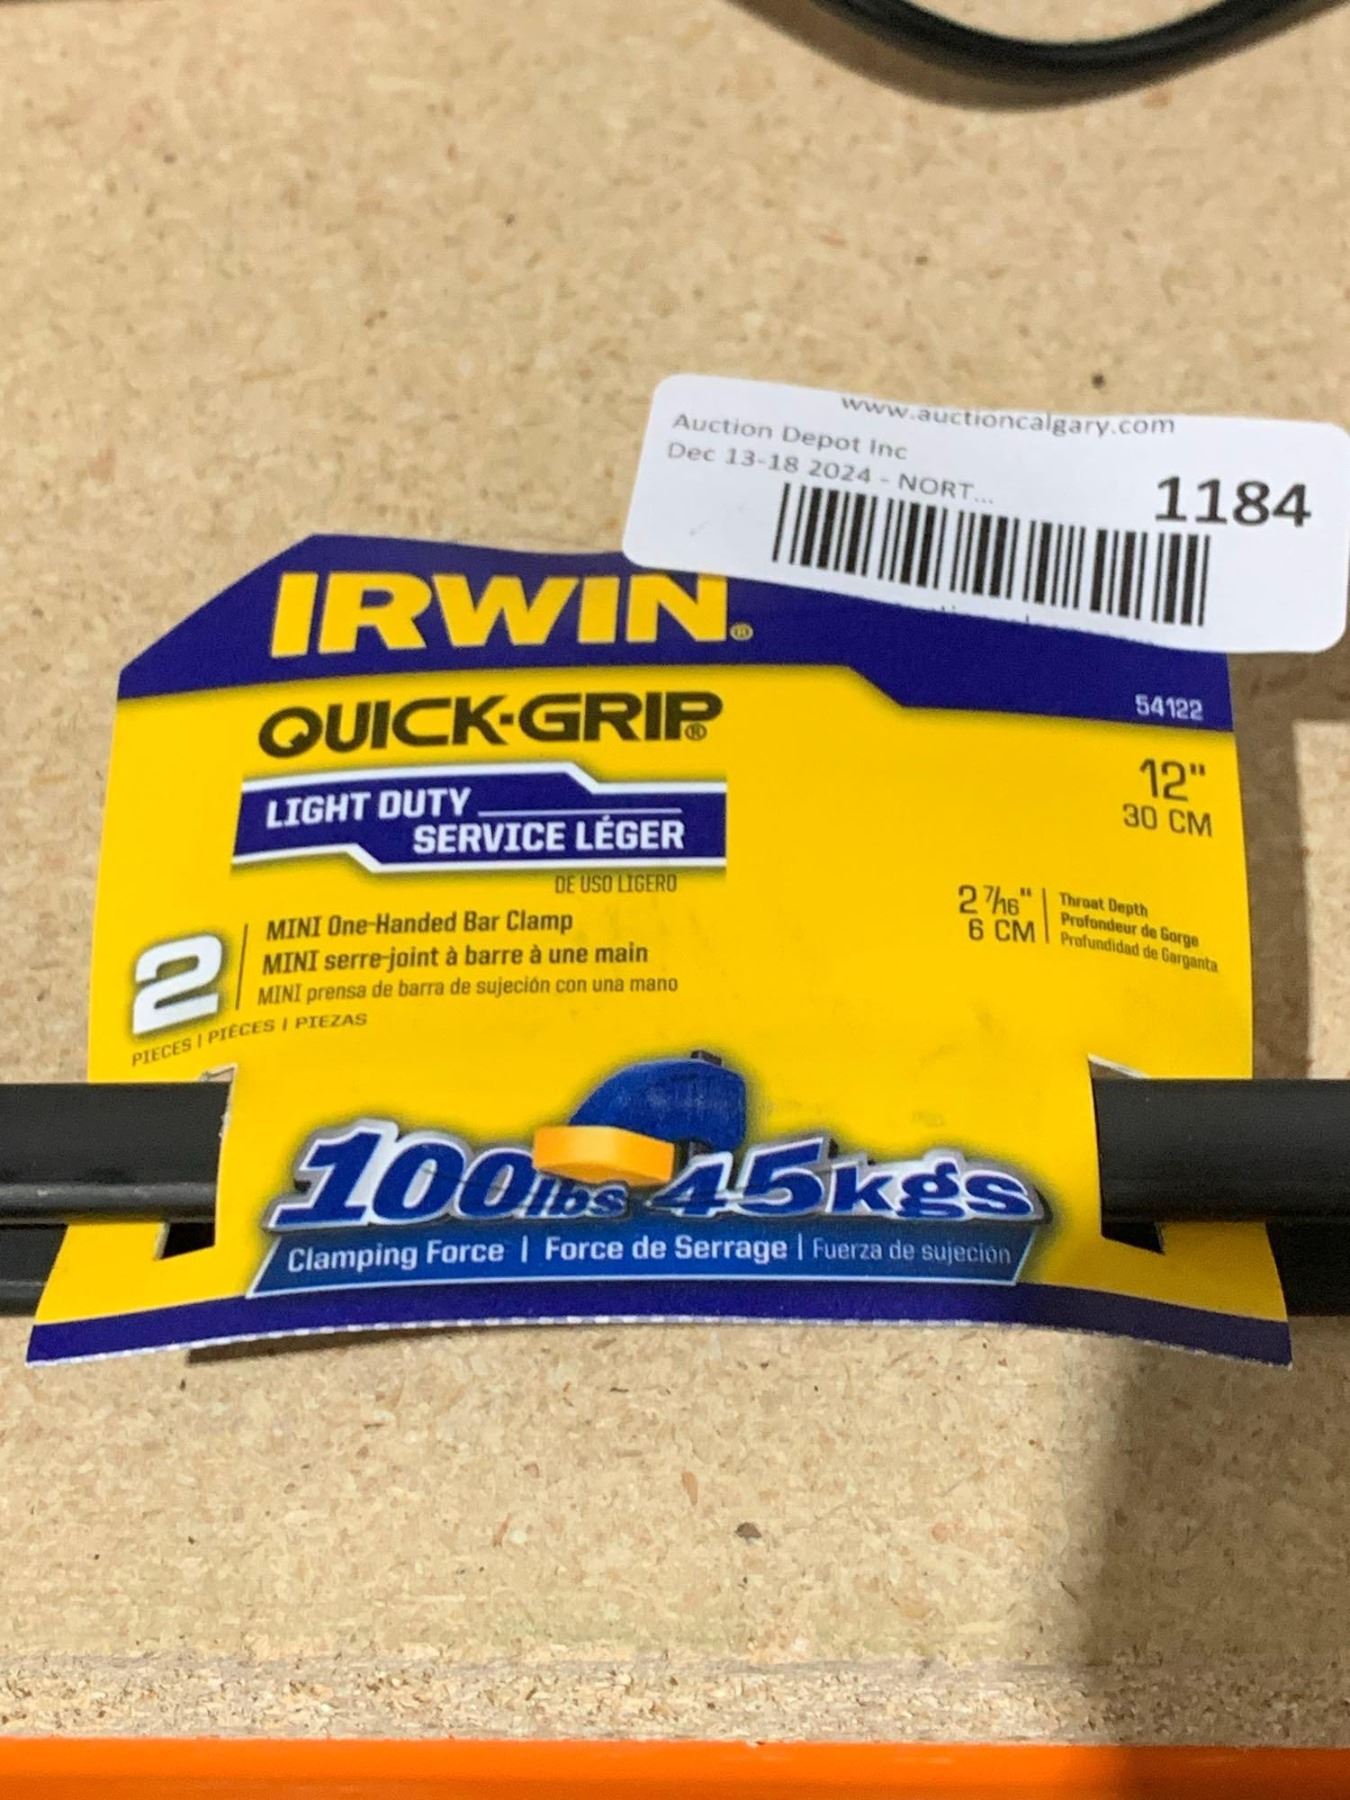 www.auctioncalgary.com
Auction Depot Inc
Dec 13-18 2024 - NORT...
1184
IRWIN®
54122
QUICK-GRIP®
LIGHT DUTY
SERVICE LÉGER
DE USO LIGERO
12"
30 CM
2 7/16"
6 CM
Throat Depth
Profondeur de Gorge
Profundidad de Garganta
2
PIECES | PIÈCES | PIEZAS
MINI One-Handed Bar Clamp
MINI serre-joint à barre à une main
MINI prensa de barra de sujeción con una mano
100lbs 45kgs
Clamping Force | Force de Serrage | Fuerza de sujeción